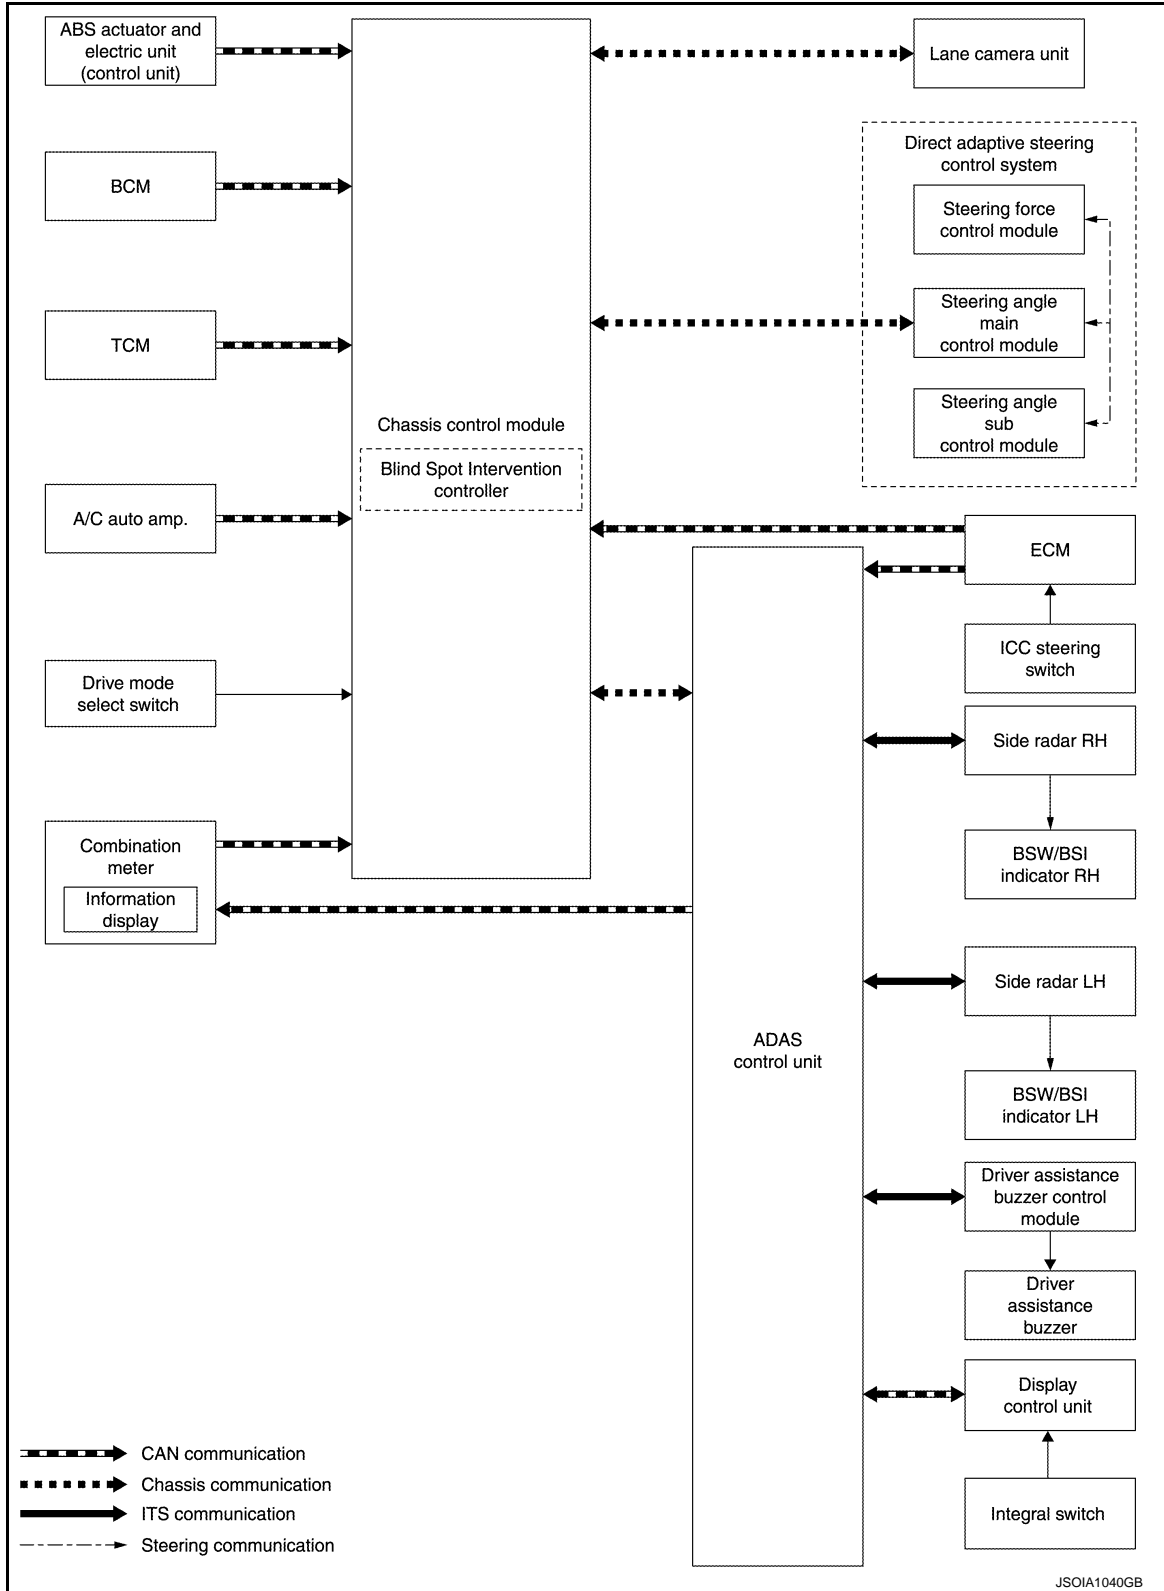 ABS actuator and
electric unit
(control unit)
BCM
TCM
A/C auto amp.
Drive mode
select switch
Combination
meter
Information
display
Chassis control module
Blind Spot Intervention
controller
Lane camera unit
Direct adaptive steering
control system
Steering force
control module
Steering angle
main
control module
Steering angle
sub
control module
ECM
ICC steering
switch
Side radar RH
BSW/BSI
indicator RH
Side radar LH
BSW/BSI
indicator LH
ADAS
control unit
Driver assistance
buzzer control
module
Driver
assistance
buzzer
Display
control unit
Integral switch
CAN communication
Chassis communication
ITS communication
Steering communication
JSOIA1040GB